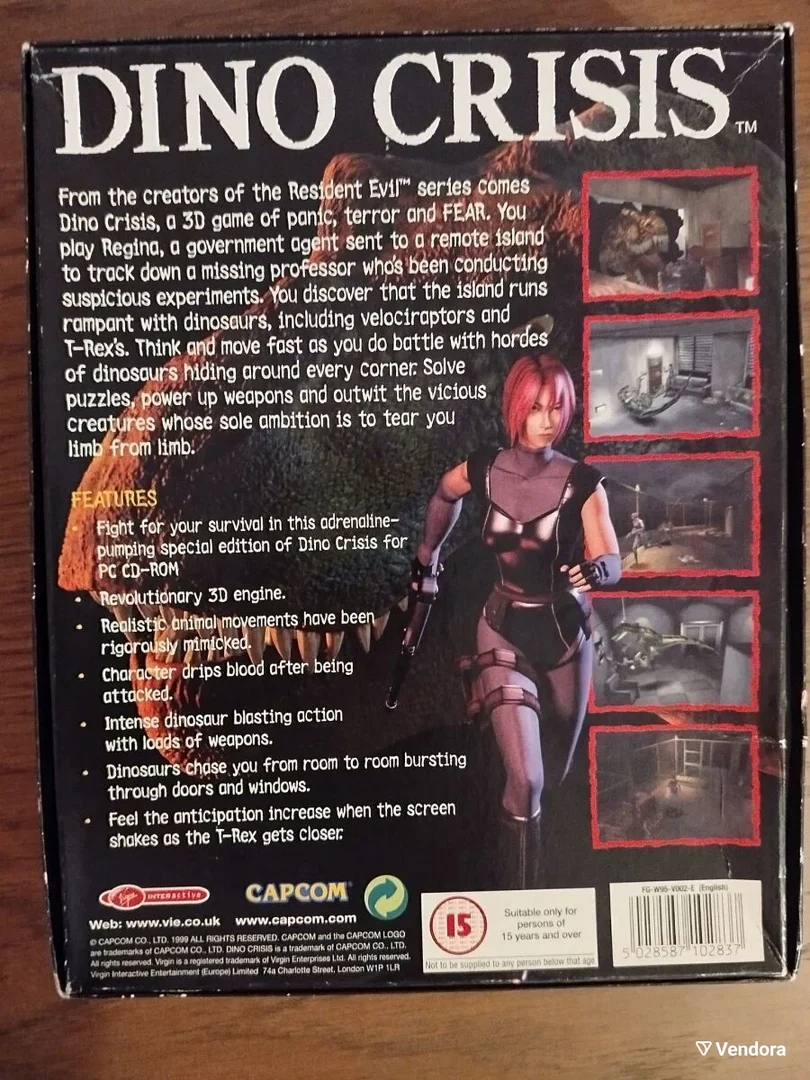 DINO CRISIS™
From the creators of the Resident Evil™ series comes
Dino Crisis, a 3D game of panic, terror and FEAR. You
play Regina, a government agent sent to a remote island
to track down a missing professor who's been conducting
suspicious experiments. You discover that the island runs
rampant with dinosaurs, including velociraptors and
T-Rex's. Think and move fast as you do battle with hordes
of dinosaurs hiding around every corner. Solve
puzzles, power up weapons and outwit the vicious
creatures whose sole ambition is to tear you
limb from limb.
FEATURES
• Fight for your survival in this adrenaline-
pumping special edition of Dino Crisis for
PC CD-ROM
• Revolutionary 3D engine.
• Realistic animal movements have been
rigorously mimicked.
• Character drips blood after being
attacked.
• Intense dinosaur blasting action
with loads of weapons.
• Dinosaurs chase you from room to room bursting
through doors and windows.
• Feel the anticipation increase when the screen
shakes as the T-Rex gets closer.
Virgin INTERactive
CAPCOM®
Web: www.vie.co.uk www.capcom.com
© CAPCOM CO., LTD. 1999 ALL RIGHTS RESERVED. CAPCOM and the CAPCOM LOGO
are trademarks of CAPCOM CO., LTD. DINO CRISIS is a trademark of CAPCOM CO., LTD.
All rights reserved. Virgin is a registered trademark of Virgin Enterprises Ltd. All rights reserved.
Virgin Interactive Entertainment (Europe) Limited 74a Charlotte Street, London W1P 1LR
15
Suitable only for
persons of
15 years and over
Not to be supplied to any person below that age
FG-W95-V002-E (English)
5 028587 102837
Vendora